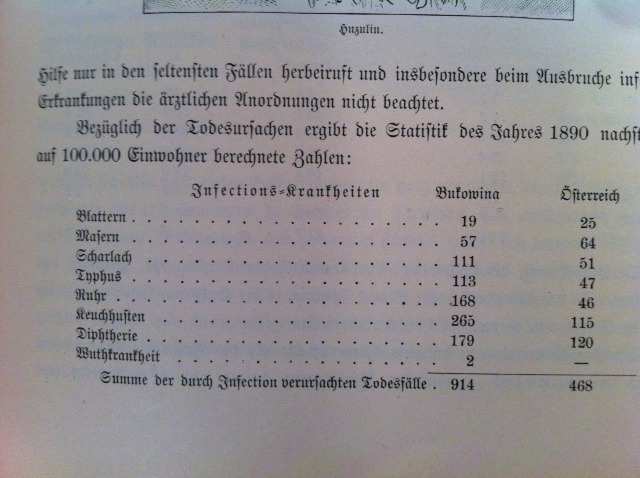 Huzulin.
Hilfe nur in den seltensten Fällen herbeiruft und insbesondere beim Ausbruche inf
Erkrankungen die ärztlichen Anordnungen nicht beachtet.
Bezüglich der Todesursachen ergibt die Statistik des Jahres 1890 nachst
auf 100.000 Einwohner berechnete Zahlen:
Infections-Krankheiten Bukowina Österreich
Blattern . . . . . . . . . . . . . . . . . . . . 19 25
Masern . . . . . . . . . . . . . . . . . . . . 57 64
Scharlach . . . . . . . . . . . . . . . . . . . 111 51
Typhus . . . . . . . . . . . . . . . . . . . . 113 47
Ruhr . . . . . . . . . . . . . . . . . . . . . 168 46
Keuchhusten . . . . . . . . . . . . . . . . . . 265 115
Diphtherie . . . . . . . . . . . . . . . . . . . 179 120
Wuthkrankheit . . . . . . . . . . . . . . . . . 2 —
Summe der durch Infection verursachten Todesfälle . 914 468